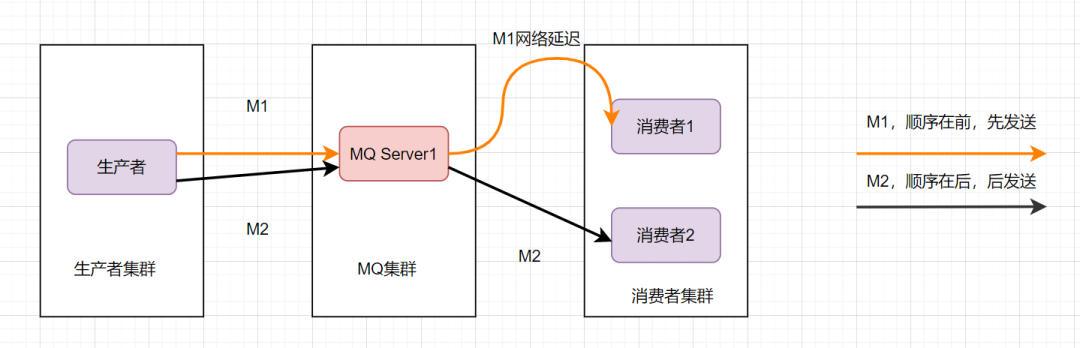 M1网络延迟
M1
M1，顺序在前，先发送
消费者1
生产者
MQ Server1
M2，顺序在后，后发送
M2
消费者2
M2
生产者集群
MQ集群
消费者集群